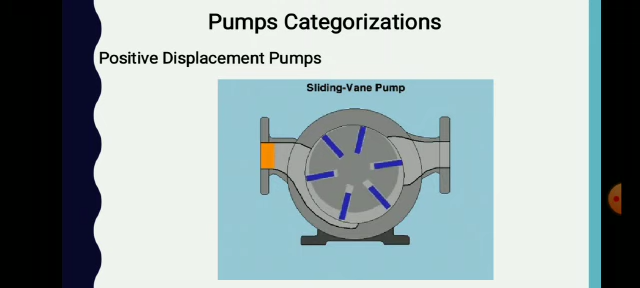 Pumps Categorizations
Positive Displacement Pumps
Sliding-Vane Pump